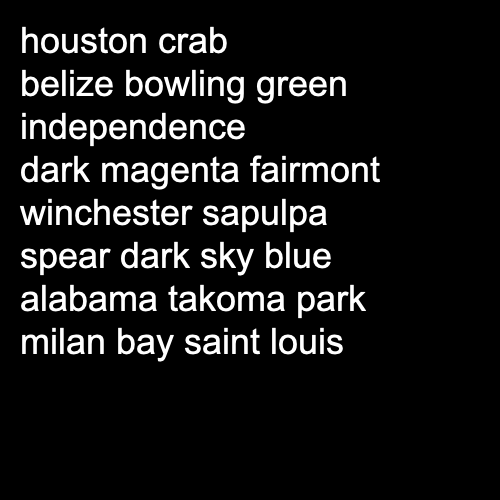 houston crab
belize bowling green
independence
dark magenta fairmont
winchester sapulpa
spear dark sky blue
alabama takoma park
milan bay saint louis